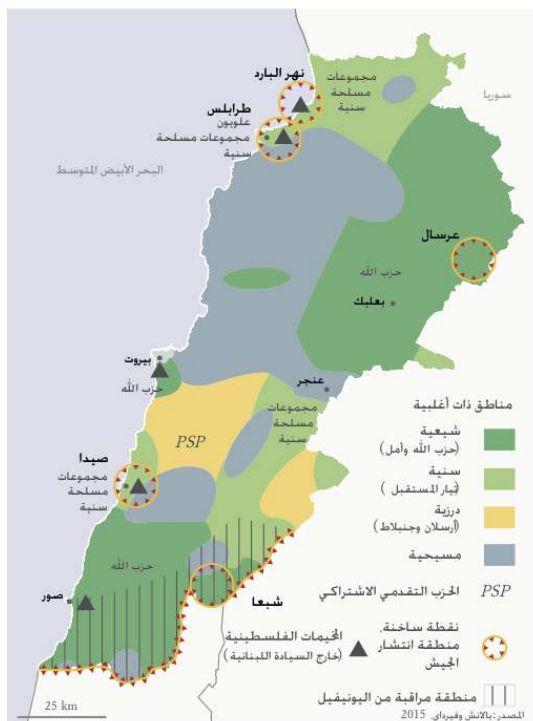 نهر البارد
مجموعات
مسلحة
سنية
سوريا
طرابلس
علويون
مجموعات مسلحة
سنية
البحر الأبيض المتوسط
عرسال
حزب الله
بعلبك
بيروت
حزب الله
عنجر
مجموعات
مسلحة
سنية
PSP
صيدا
مجموعات
مسلحة
سنية
حزب الله
صور
شبعا
مناطق ذات أغلبية
شيعية
(حزب الله وأمل)
سنية
(تيار المستقبل)
درزية
(أرسلان وجنبلاط)
مسيحية
الحزب التقدمي الاشتراكي
PSP
نقطة ساخنة.
منطقة انتشار
الجيش
المخيمات الفلسطينية
(خارج السيادة اللبنانية)
منطقة مراقبة من اليونيفيل
25 km
المصدر: بالانش وفيرداي 2015